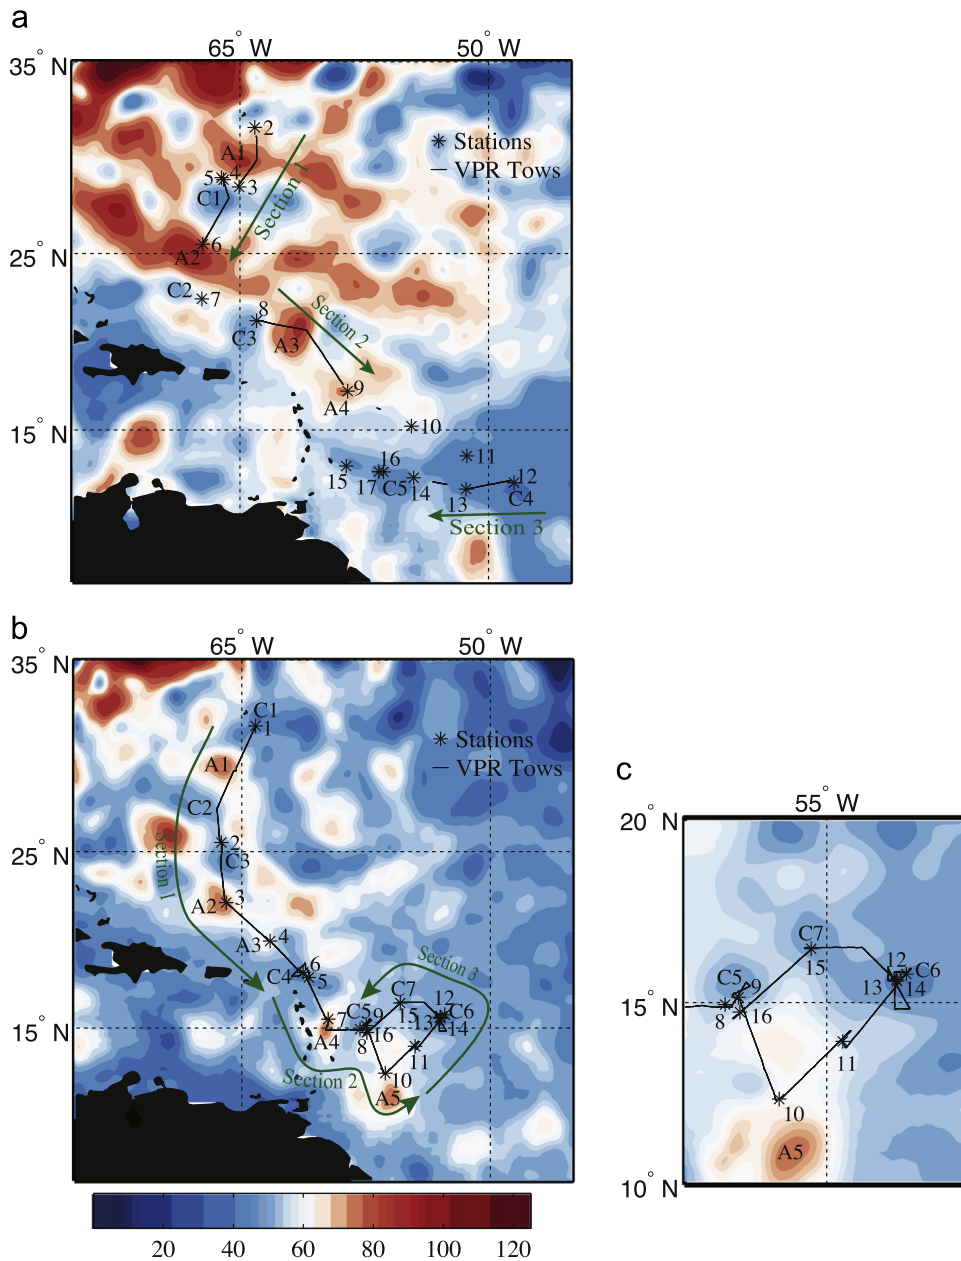 a
65° W 50° W
35° N
2
Stations
A1
VPR Tows
5 4
3
C1
Section 1
6
25° N
A2
C2
7
Section 2
8
C3
A3
9
A4
10
15° N
16
11
15
12
17 C5
14
C4
13
Section 3
b
65° W 50° W
35° N
C1
1
Stations
A1
VPR Tows
C2
2
25° N
C3
Section 1
3
A2
4
A3
Section 3
6
C4
5
C7
12
7
C5 9
15
C6
15° N
13
A4
16
14
8
11
Section 2
10
A5
20 40 60 80 100 120
c
55° W
20° N
C7
15
12
C6
C5
9
13
14
15° N
8
16
11
10
A5
10° N